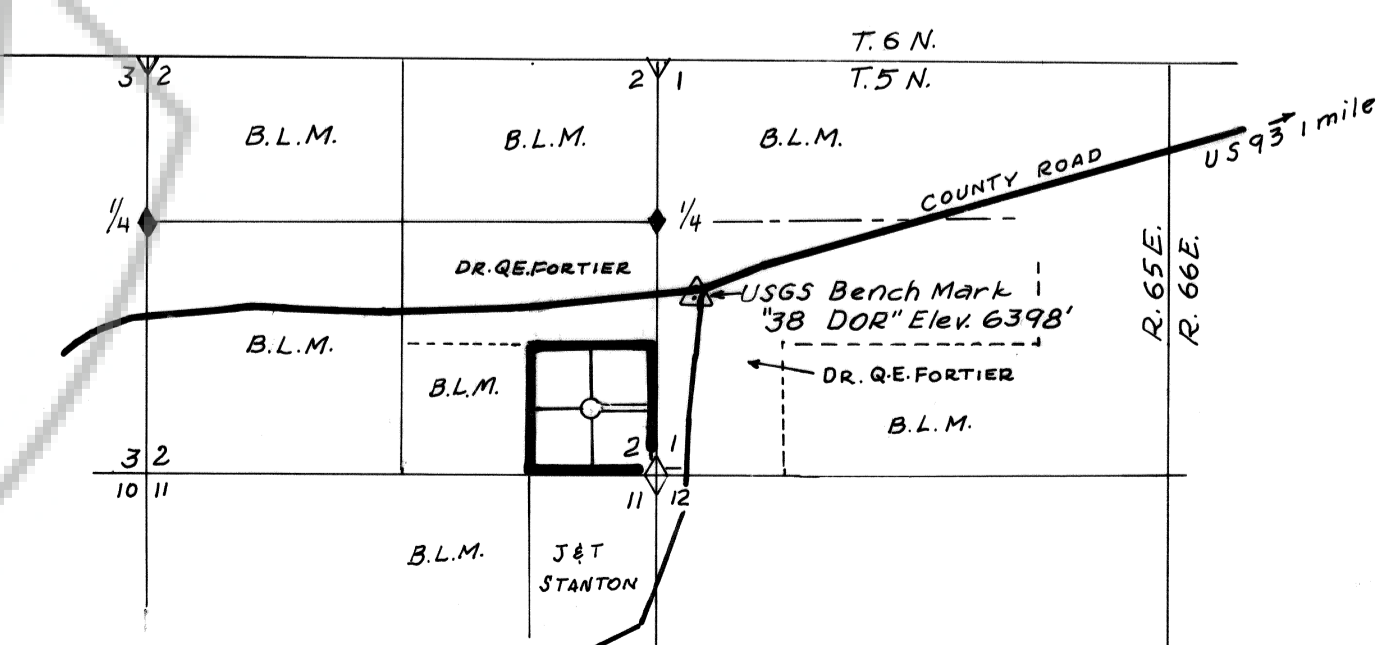 T. 6 N.
T. 5 N.
3 2
2 1
B.L.M.
B.L.M.
B.L.M.
US 93 1 mile
COUNTY ROAD
1/4
1/4
R. 65 E.
R. 66 E.
DR. Q.E. FORTIER
USGS Bench Mark
"38 DOR" Elev. 6398'
B.L.M.
B.L.M.
DR. Q.E. FORTIER
B.L.M.
3 2
2 1
10 11
11 12
B.L.M.
J & T
STANTON